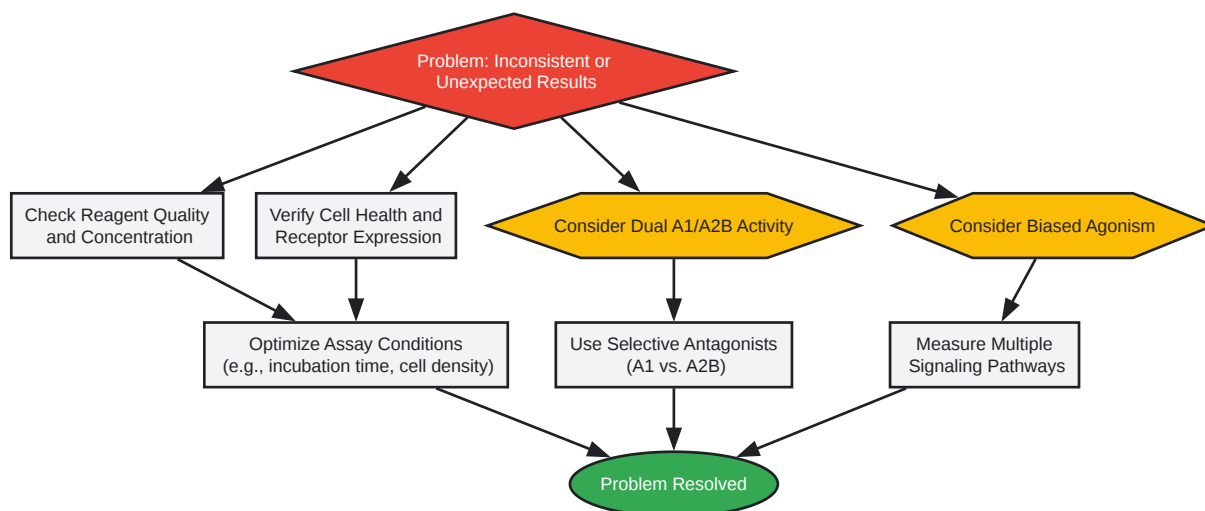 Problem: Inconsistent or
Unexpected Results
Check Reagent Quality
and Concentration
Verify Cell Health and
Receptor Expression
Consider Dual A1/A2B Activity
Consider Biased Agonism
Optimize Assay Conditions
(e.g., incubation time, cell density)
Use Selective Antagonists
(A1 vs. A2B)
Measure Multiple
Signaling Pathways
Problem Resolved